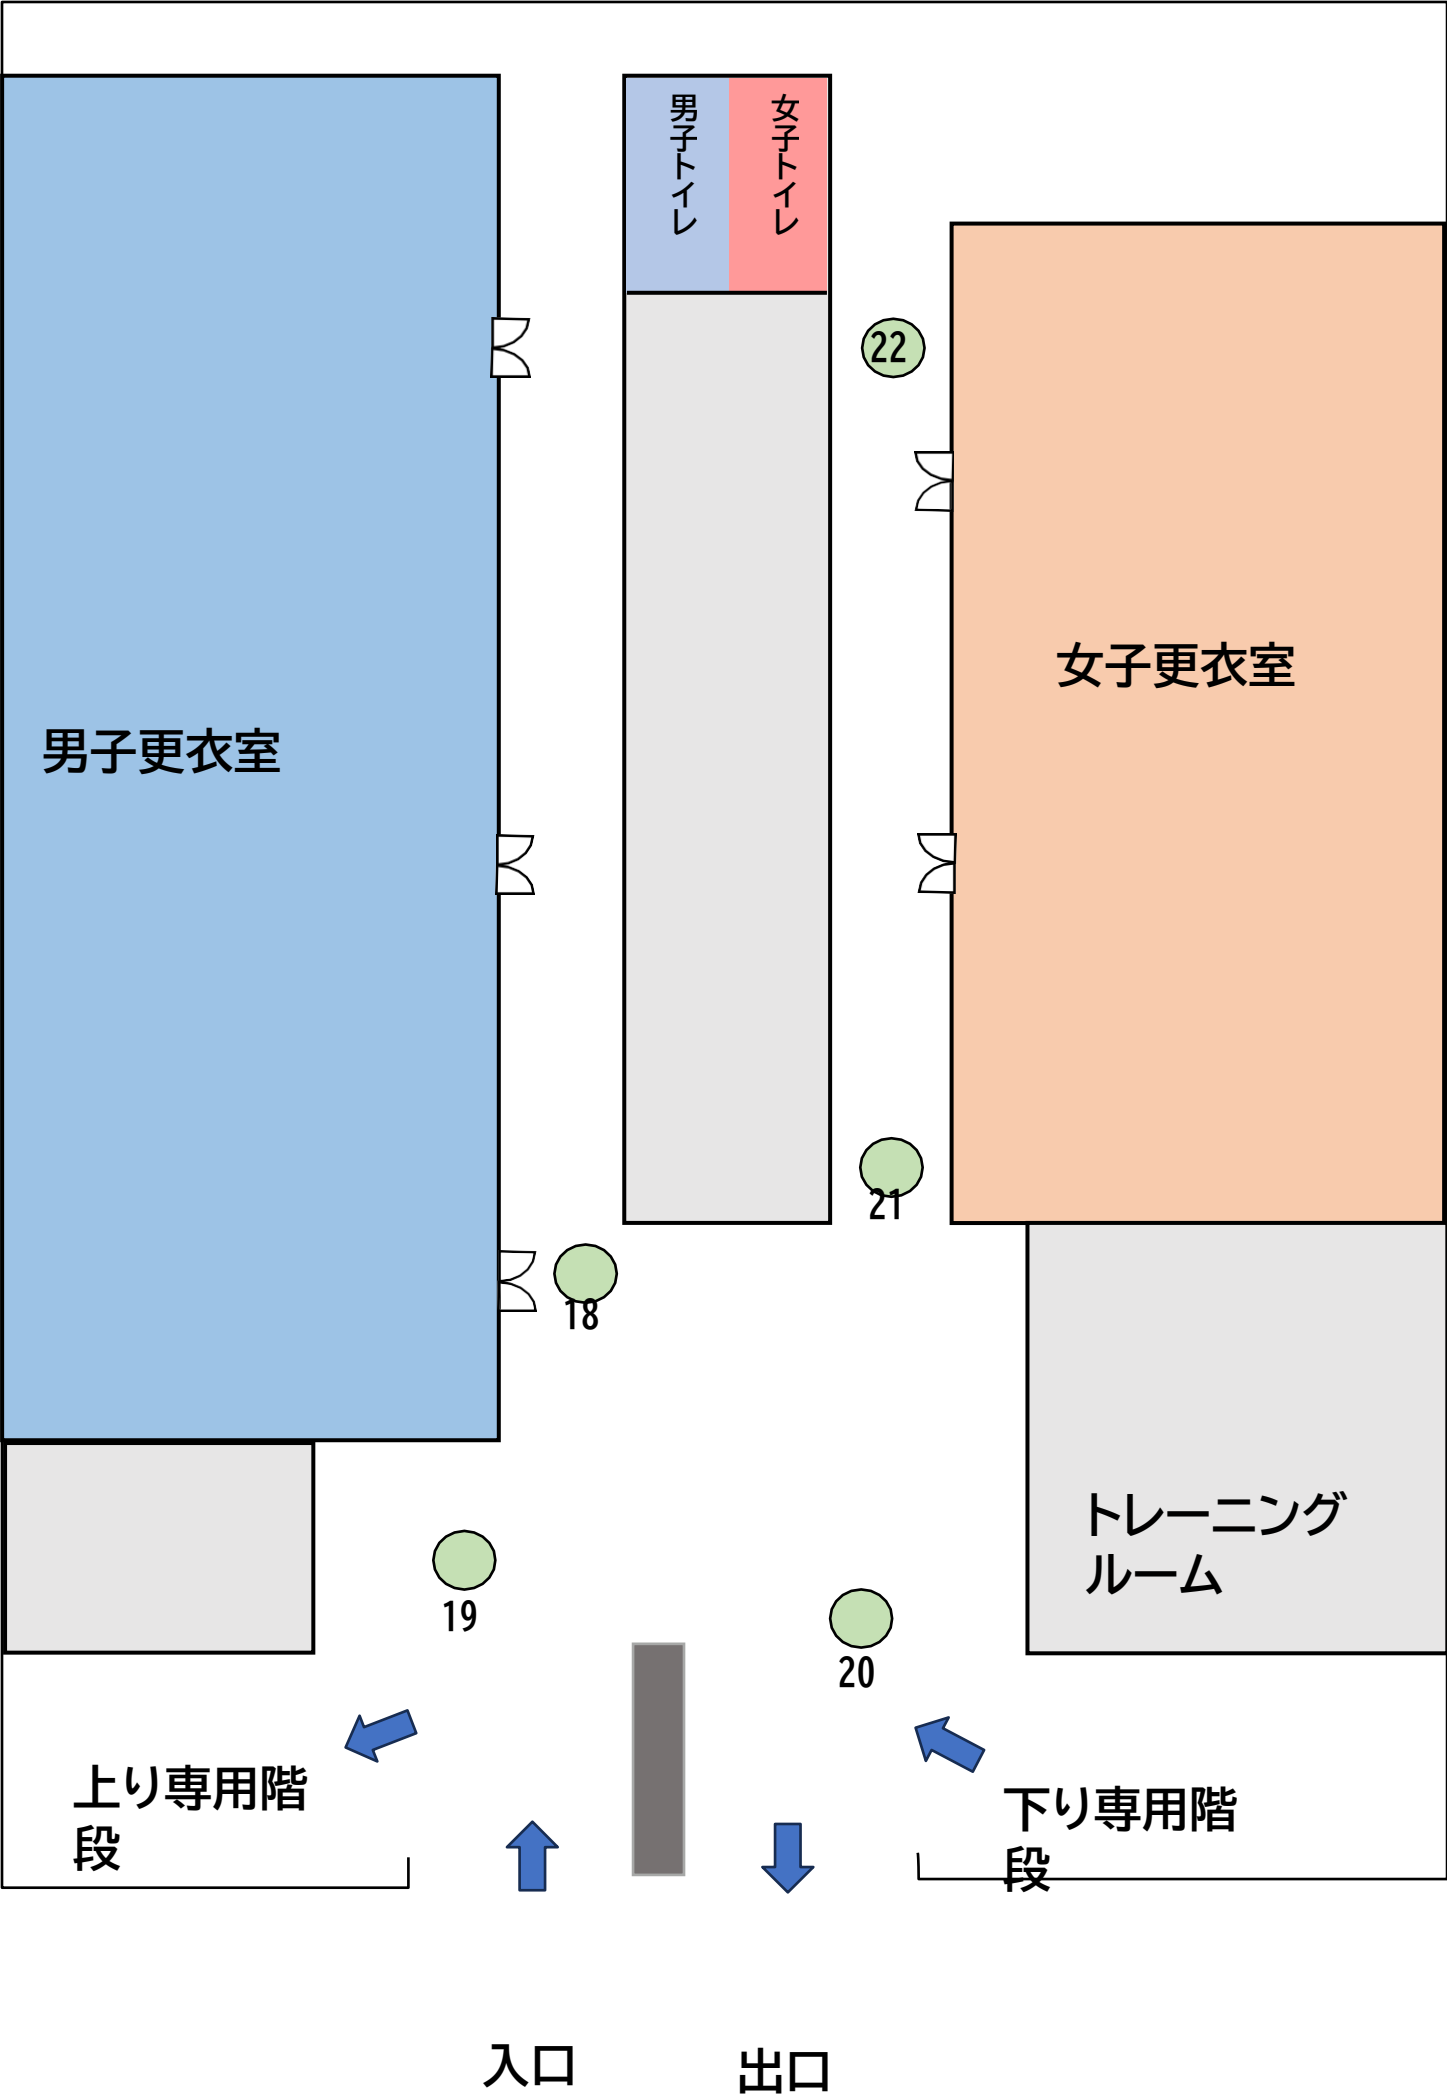 男子トイレ
女子トイレ
22
女子更衣室
男子更衣室
21
18
トレーニング
ルーム
19
20
上り専用階
段
下り専用階
段
入口
出口